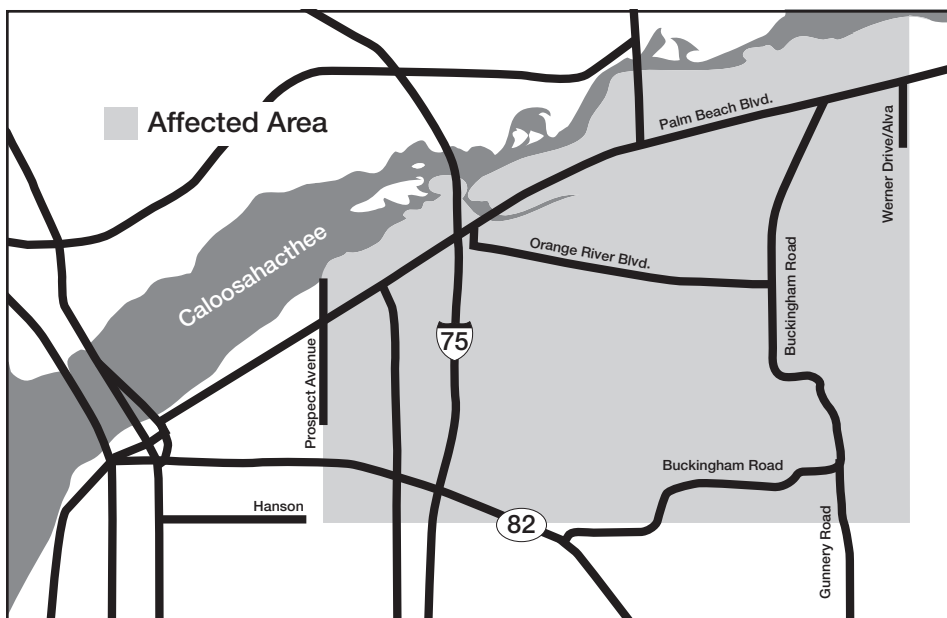 Affected Area
Palm Beach Blvd.
Werner Drive/Alva
Orange River Blvd.
Buckingham Road
Caloosahacthee
75
Prospect Avenue
Buckingham Road
Hanson
82
Gunnery Road